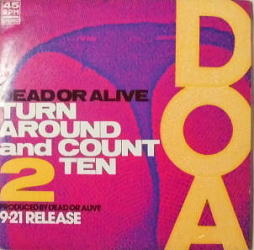 45
RPM
DEAD OR ALIVE
TURN
AROUND
and COUNT
2 TEN
PRODUCED BY DEAD OR ALIVE
9·21 RELEASE
DOA